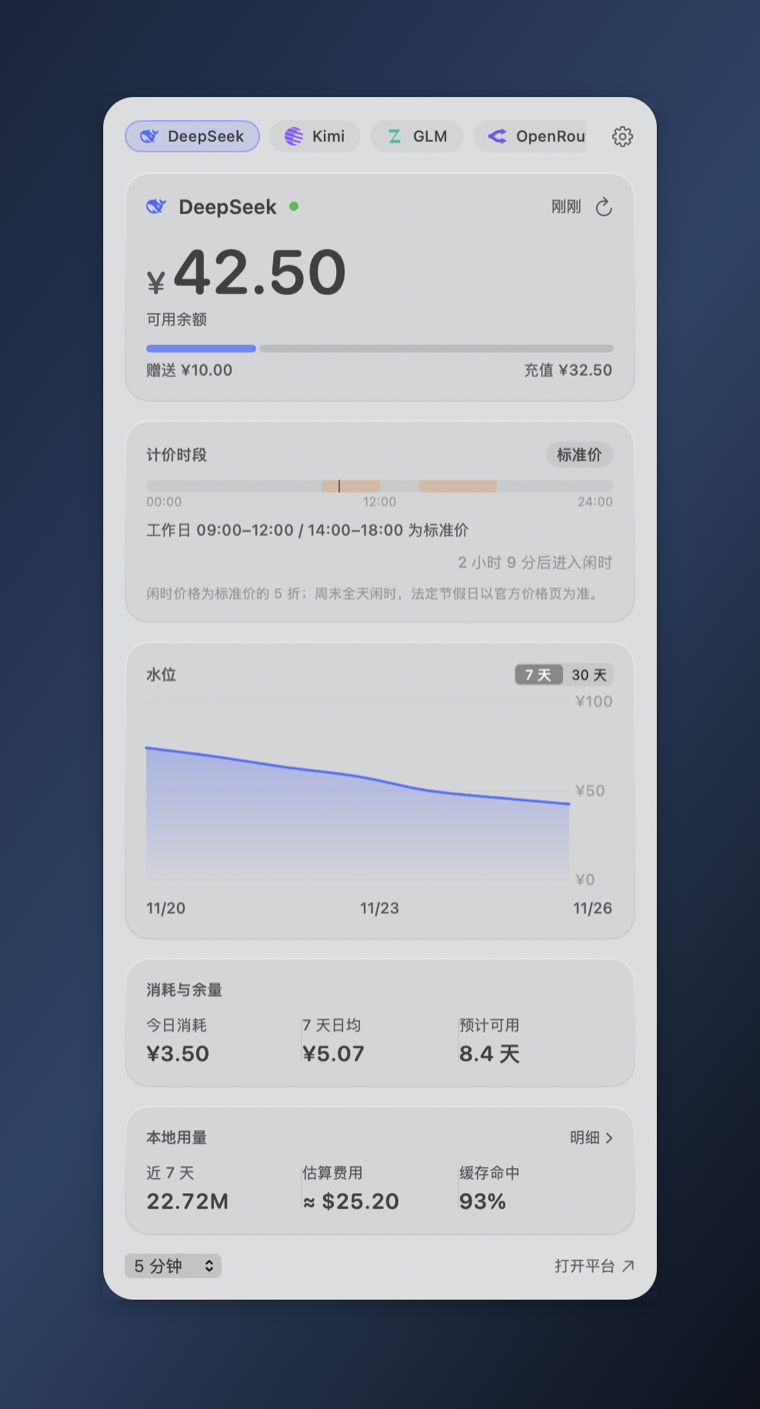 DeepSeek Kimi GLM OpenRou
DeepSeek 刚刚
¥42.50
可用余额
赠送 ¥10.00 充值 ¥32.50
计价时段 标准价
00:00 12:00 24:00
工作日 09:00–12:00 / 14:00–18:00 为标准价
2 小时 9 分后进入闲时
闲时价格为标准价的 5 折；周末全天闲时，法定节假日以官方价格页为准。
水位 7 天 30 天
¥100
¥50
¥0
11/20 11/23 11/26
消耗与余量
今日消耗 7 天日均 预计可用
¥3.50 ¥5.07 8.4 天
本地用量 明细
近 7 天 估算费用 缓存命中
22.72M ≈ $25.20 93%
5 分钟 打开平台